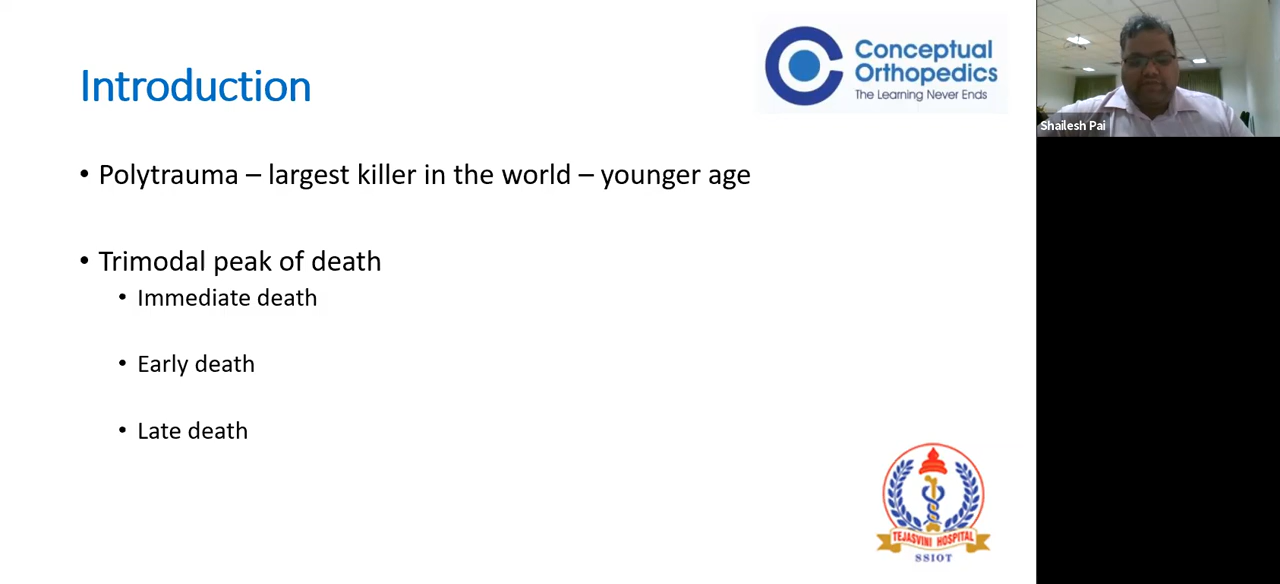 Introduction
Conceptual
Orthopedics
The Learning Never Ends
Shailesh Pai
• Polytrauma – largest killer in the world – younger age
• Trimodal peak of death
• Immediate death
• Early death
• Late death
TEJASVINI HOSPITAL
SSIOT